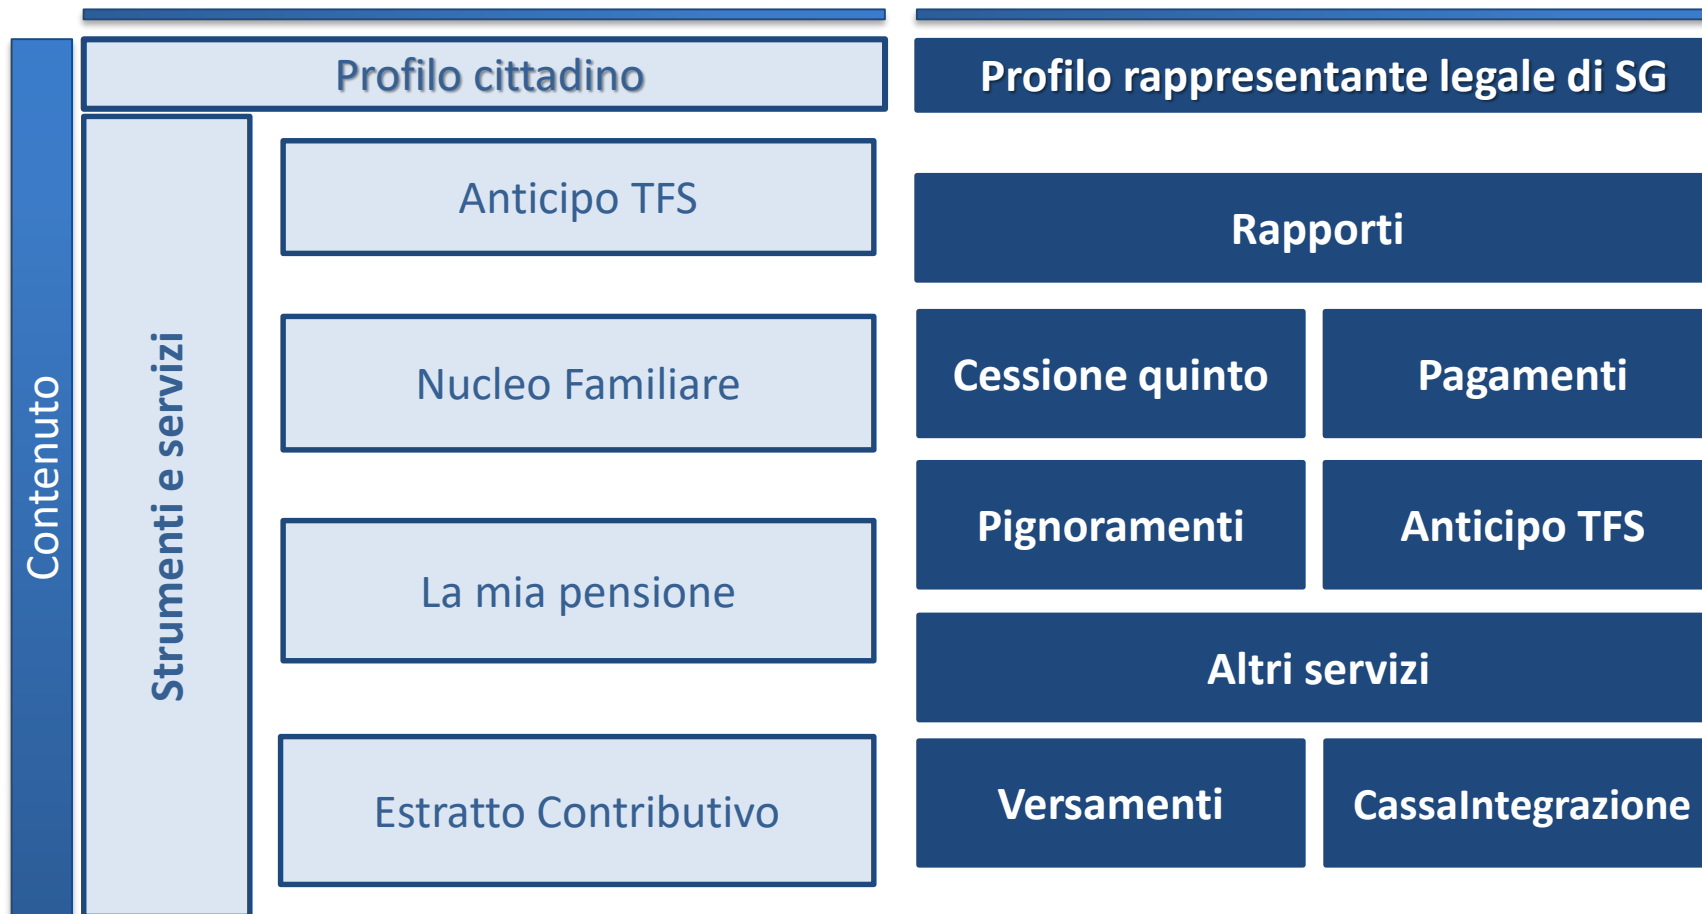 Contenuto
Profilo cittadino
Strumenti e servizi
Anticipo TFS
Nucleo Familiare
La mia pensione
Estratto Contributivo
Profilo rappresentante legale di SG
Rapporti
Cessione quinto
Pagamenti
Pignoramenti
Anticipo TFS
Altri servizi
Versamenti
CassaIntegrazione